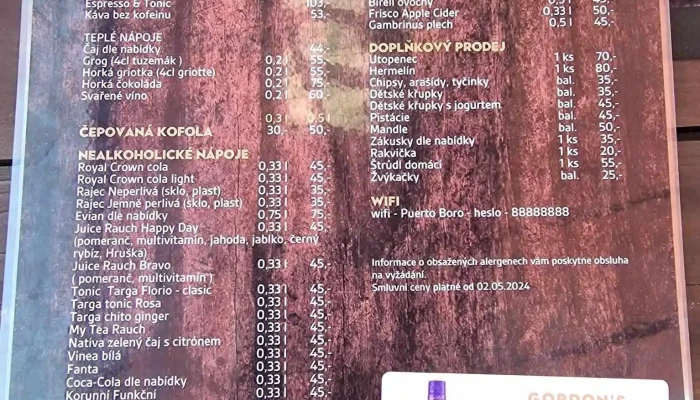 Espresso & Tonic 103,-
Káva bez kofeinu 53,-
TEPLÉ NÁPOJE
Čaj dle nabídky 44,-
Grog (4cl tuzemák ) 0,2 l 55,-
Horká griotka (4cl griotte) 0,2 l 55,-
Horká čokoláda 0,2 l 75,-
Svařené víno 0,2 l 60,-
0,3 l 0,5 l
ČEPOVANÁ KOFOLA 30,- 50,-
NEALKOHOLICKÉ NÁPOJE
Royal Crown cola 0,33 l 45,-
Royal Crown cola light 0,33 l 45,-
Rajec Neperlivá (sklo, plast) 0,33 l 35,-
Rajec Jemně perlivá (sklo, plast) 0,33 l 35,-
Evian dle nabídky 0,75 l 75,-
Juice Rauch Happy Day 0,33 l 45,-
(pomeranč, multivitamín, jahoda, jablko, černý
rybíz, Hruška)
Juice Rauch Bravo 0,33 l 45,-
( pomeranč, multivitamín )
Tonic Targa Florio - clasic 0,33 l 45,-
Targa tonic Rosa 0,33 l 45,-
Targa chito ginger 0,33 l 45,-
My Tea Rauch 0,33 l 45,-
Nativa zelený čaj s citrónem 0,33 l 45,-
Vinea bílá 0,33 l 45,-
Fanta 0,33 l 45,-
Coca-Cola dle nabídky 0,33 l 45,-
Korunní Funkční 0,33 l 45,-
Birell ovocný 0,5 l
Frisco Apple Cider 0,33 l 50,-
Gambrinus plech 0,5 l 45,-
DOPLŇKOVÝ PRODEJ
Utopenec 1 ks 70,-
Hermelín 1 ks 80,-
Chipsy, arašídy, tyčinky bal. 35,-
Dětské křupky bal. 35,-
Dětské křupky s jogurtem bal. 45,-
Pistácie bal. 45,-
Mandle bal. 50,-
Zákusky dle nabídky 1 ks 35,-
Rakvička 1 ks 20,-
Štrůdl domácí 1 ks 55,-
Žvýkačky bal. 25,-
WIFI
wifi - Puerto Boro - heslo - 88888888
Informace o obsažených alergenech vám poskytne obsluha
na vyžádání.
Smluvní ceny platné od 02.05.2024
GORDON'S